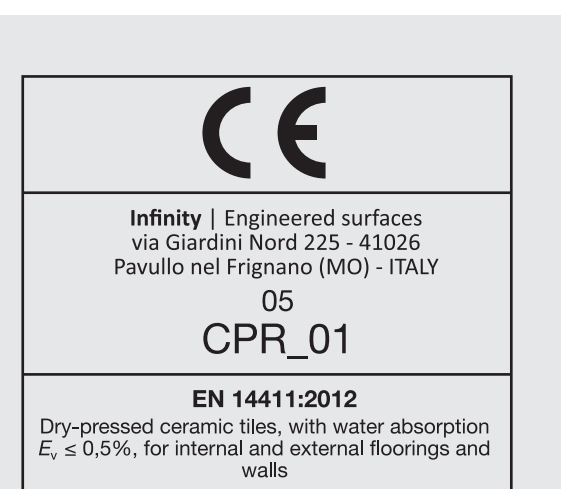 CE
Infinity | Engineered surfaces
via Giardini Nord 225 - 41026
Pavullo nel Frignano (MO) - ITALY
05
CPR_01
EN 14411:2012
Dry-pressed ceramic tiles, with water absorption
Ev ≤ 0,5%, for internal and external floorings and
walls